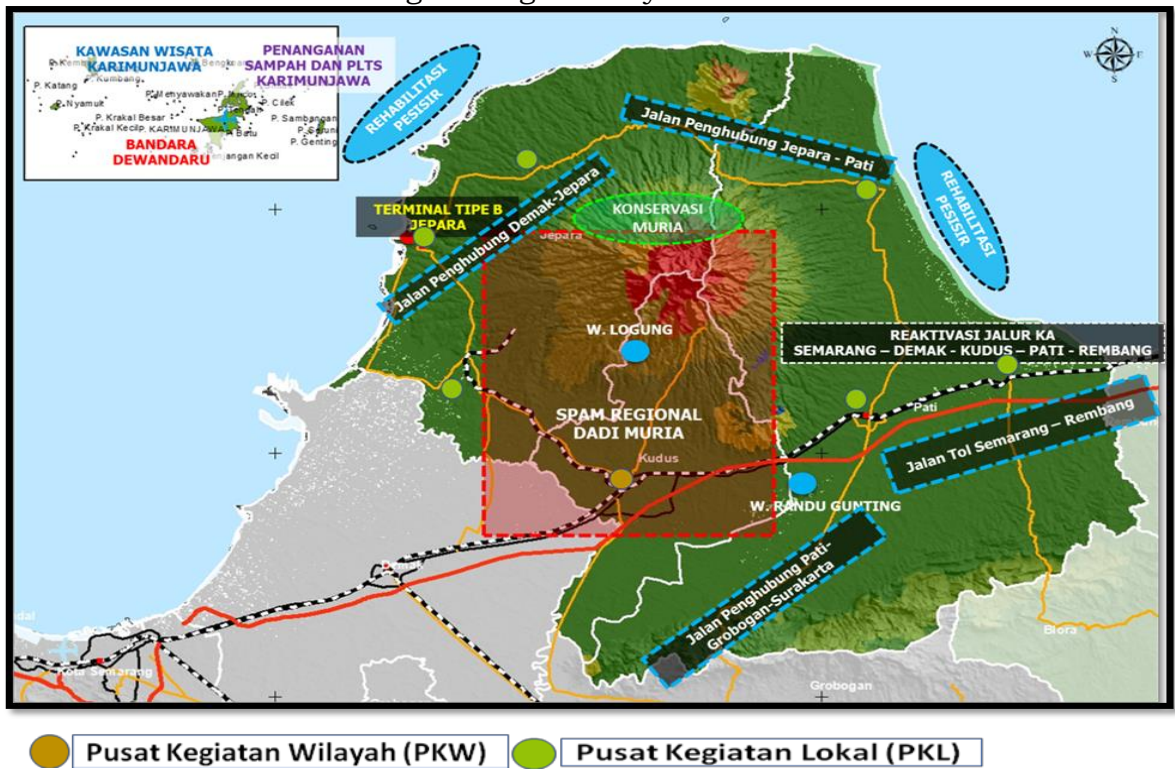 KAWASAN WISATA
KARIMUNJAWA
PENANGANAN
SAMPAH DAN PLTS
KARIMUNJAWA
P. Katang
P. Nyamuk
P. Menyawakan
P. Cilek
P. Krakal Besar
P. Sambangan
P. Krakal Kecil
P. KARIMUNJAWA
P. Genting
BANDARA
DEWANDARU
REHABILITASI
PESISIR
N
W
E
S
Jalan Penghubung Jepara - Pati
REHABILITASI
PESISIR
KONSERVASI
MURIA
TERMINAL TIPE B
JEPARA
Jepara
Jalan Penghubung Demak-Jepara
W. LOGUNG
REAKTIVASI JALUR KA
SEMARANG – DEMAK - KUDUS – PATI - REMBANG
SPAM REGIONAL
DADI MURIA
Pati
Kudus
Jalan Tol Semarang – Rembang
W. RANDU GUNTING
Jalan Penghubung Pati-
Grobogan-Surakarta
Demak
Blora
Kota Semarang
Grobogan
Pusat Kegiatan Wilayah (PKW)
Pusat Kegiatan Lokal (PKL)